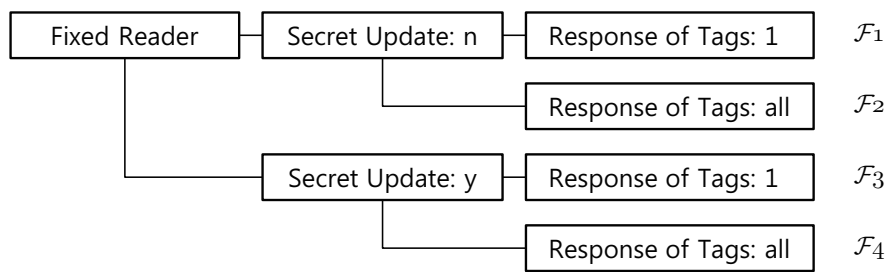 Fixed Reader Secret Update: n Response of Tags: 1 ℱ1
Response of Tags: all ℱ2
Secret Update: y Response of Tags: 1 ℱ3
Response of Tags: all ℱ4